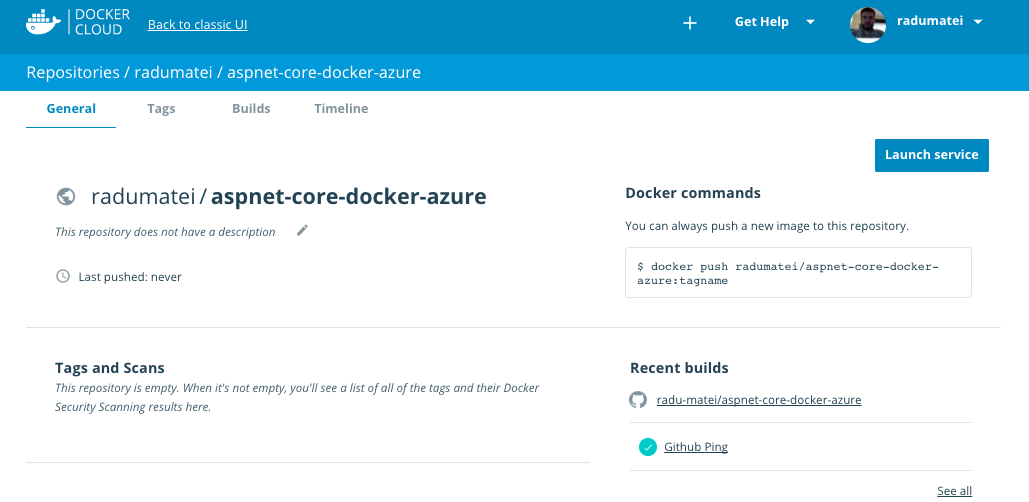 DOCKER
CLOUD
Back to classic UI
Get Help
radumatei
Repositories / radumatei / aspnet-core-docker-azure
General
Tags
Builds
Timeline
Launch service
radumatei/aspnet-core-docker-azure
This repository does not have a description
Last pushed: never
Docker commands
You can always push a new image to this repository.
$ docker push radumatei/aspnet-core-docker-
azure:tagname
Tags and Scans
This repository is empty. When it's not empty, you'll see a list of all of the tags and their Docker
Security Scanning results here.
Recent builds
radu-matei/aspnet-core-docker-azure
Github Ping
See all